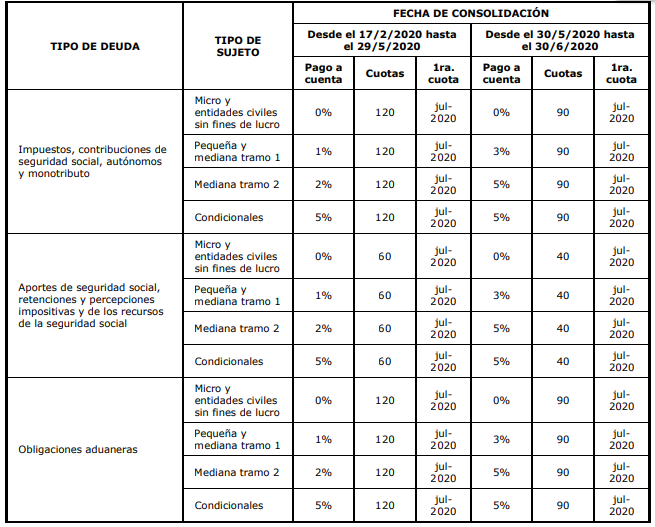 TIPO DE DEUDA
TIPO DE
SUJETO
FECHA DE CONSOLIDACIÓN
Desde el 17/2/2020 hasta
el 29/5/2020
Desde el 30/5/2020 hasta
el 30/6/2020
Pago a
cuenta
Cuotas
1ra.
cuota
Pago a
cuenta
Cuotas
1ra.
cuota
Impuestos, contribuciones de
seguridad social, autónomos
y monotributo
Micro y
entidades civiles
sin fines de lucro
0%
120
jul-
2020
0%
90
jul-
2020
Pequeña y
mediana tramo 1
1%
120
jul-
2020
3%
90
jul-
2020
Mediana tramo 2
2%
120
jul-
2020
5%
90
jul-
2020
Condicionales
5%
120
jul-
2020
5%
90
jul-
2020
Aportes de seguridad social,
retenciones y percepciones
impositivas y de los recursos
de la seguridad social
Micro y
entidades civiles
sin fines de lucro
0%
60
jul-
2020
0%
40
jul-
2020
Pequeña y
mediana tramo 1
1%
60
jul-
2020
3%
40
jul-
2020
Mediana tramo 2
2%
60
jul-
2020
5%
40
jul-
2020
Condicionales
5%
60
jul-
2020
5%
40
jul-
2020
Obligaciones aduaneras
Micro y
entidades civiles
sin fines de lucro
0%
120
jul-
2020
0%
90
jul-
2020
Pequeña y
mediana tramo 1
1%
120
jul-
2020
3%
90
jul-
2020
Mediana tramo 2
2%
120
jul-
2020
5%
90
jul-
2020
Condicionales
5%
120
jul-
2020
5%
90
jul-
2020